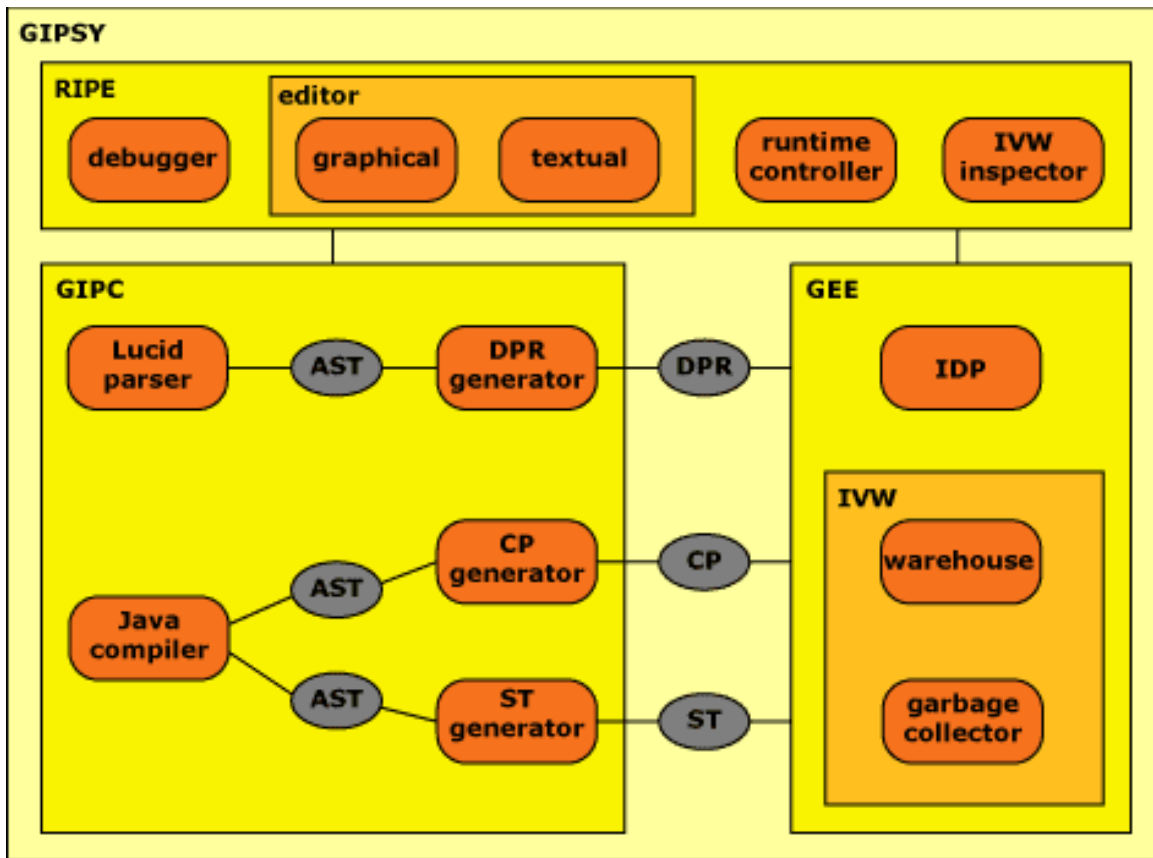 GIPSY
RIPE
editor
debugger
graphical
textual
runtime
controller
IVW
inspector
GIPC
Lucid
parser
AST
DPR
generator
DPR
CP
generator
CP
Java
compiler
AST
AST
ST
generator
ST
GEE
IDP
IVW
warehouse
garbage
collector